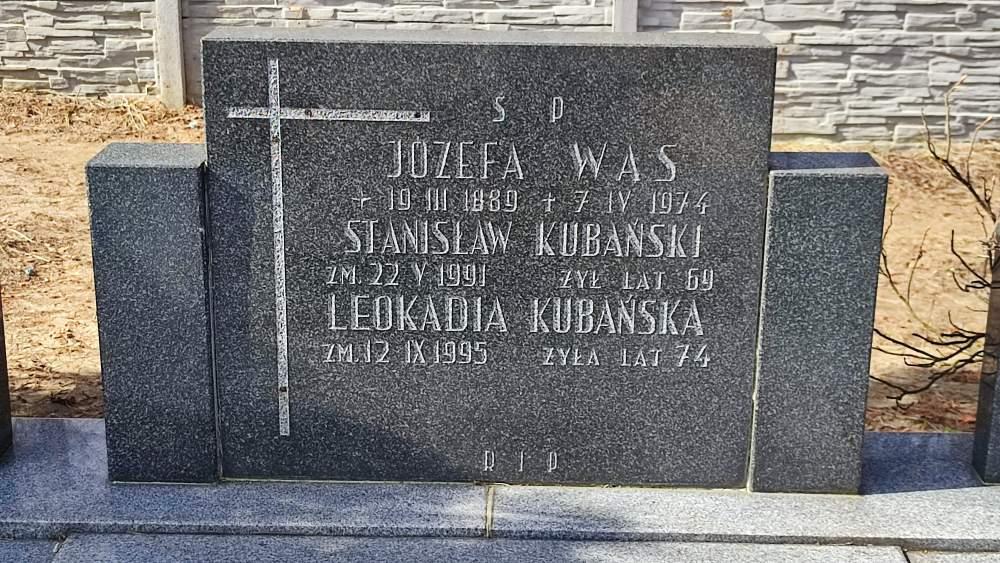 Ś P
JÓZEFA WĄS
+ 19 III 1889 + 7 IV 1974
STANISŁAW KUBAŃSKI
ZM. 22 V 1991 ŻYŁ LAT 69
LEOKADIA KUBAŃSKA
ZM. 12 IX 1995 ŻYŁA LAT 74
R I P